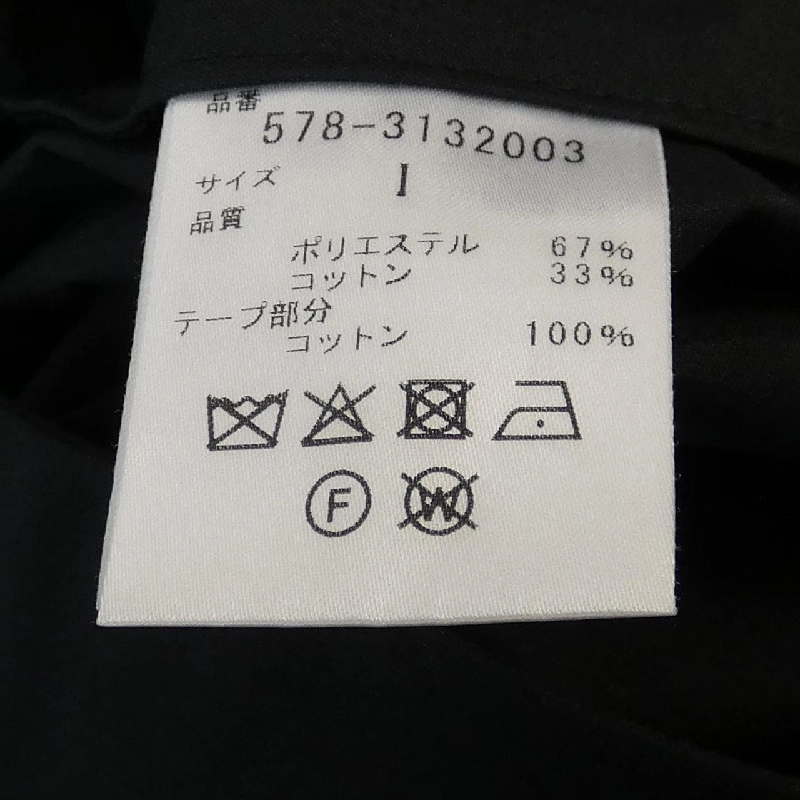 品番
578-3132003
サイズ I
品質
ポリエステル 67%
コットン 33%
テープ部分
コットン 100%
F W